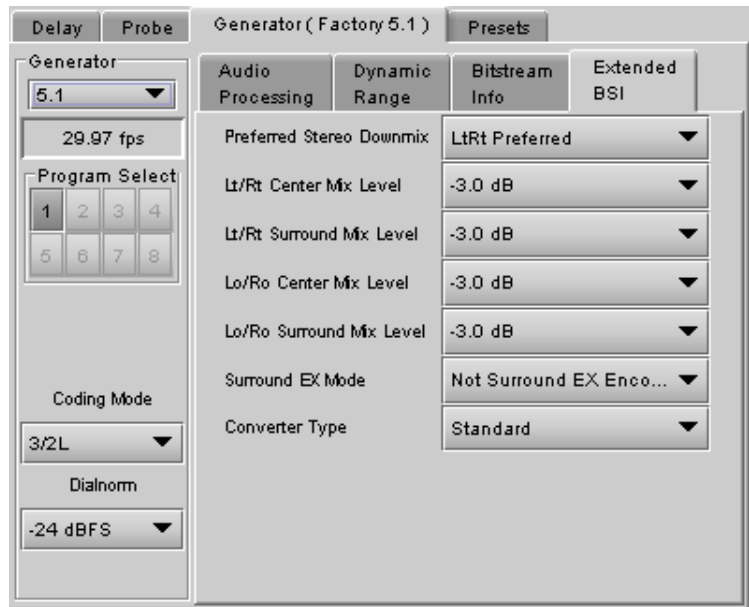 Delay Probe Generator ( Factory 5.1 ) Presets
Generator
5.1
29.97 fps
Program Select
1 2 3 4
5 6 7 8
Coding Mode
3/2L
Dialnorm
-24 dBFS
Audio Processing
Dynamic Range
Bitstream Info
Extended BSI
Preferred Stereo Downmix LtRt Preferred
Lt/Rt Center Mix Level -3.0 dB
Lt/Rt Surround Mix Level -3.0 dB
Lo/Ro Center Mix Level -3.0 dB
Lo/Ro Surround Mix Level -3.0 dB
Surround EX Mode Not Surround EX Enco...
Converter Type Standard